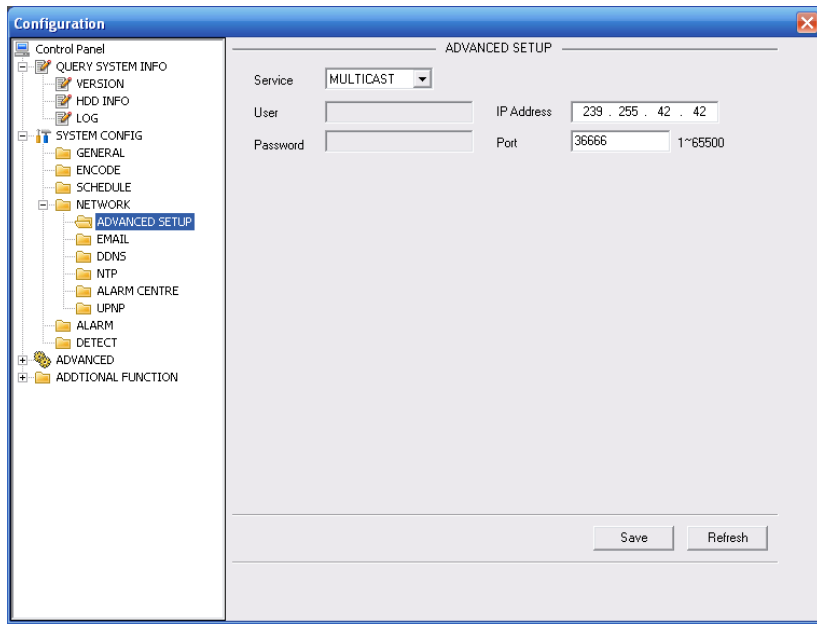 Configuration
Control Panel
QUERY SYSTEM INFO
VERSION
HDD INFO
LOG
SYSTEM CONFIG
GENERAL
ENCODE
SCHEDULE
NETWORK
ADVANCED SETUP
EMAIL
DDNS
NTP
ALARM CENTRE
UPNP
ALARM
DETECT
ADVANCED
ADDTIONAL FUNCTION
ADVANCED SETUP
Service MULTICAST
User IP Address 239 . 255 . 42 . 42
Password Port 36666 1~65500
Save Refresh